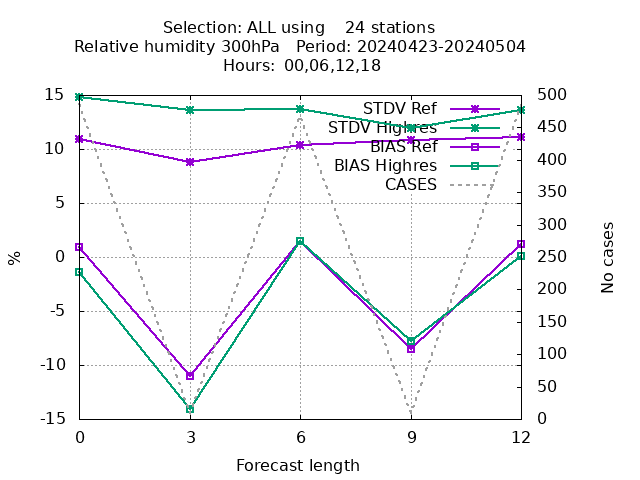 Selection: ALL using    24 stations
Relative humidity 300hPa   Period: 20240423-20240504
Hours: 00,06,12,18
STDV Ref
STDV Highres
BIAS Ref
BIAS Highres
CASES
15
10
5
0
-5
-10
-15
%
500
450
400
350
300
250
200
150
100
50
0
No cases
0 3 6 9 12
Forecast length